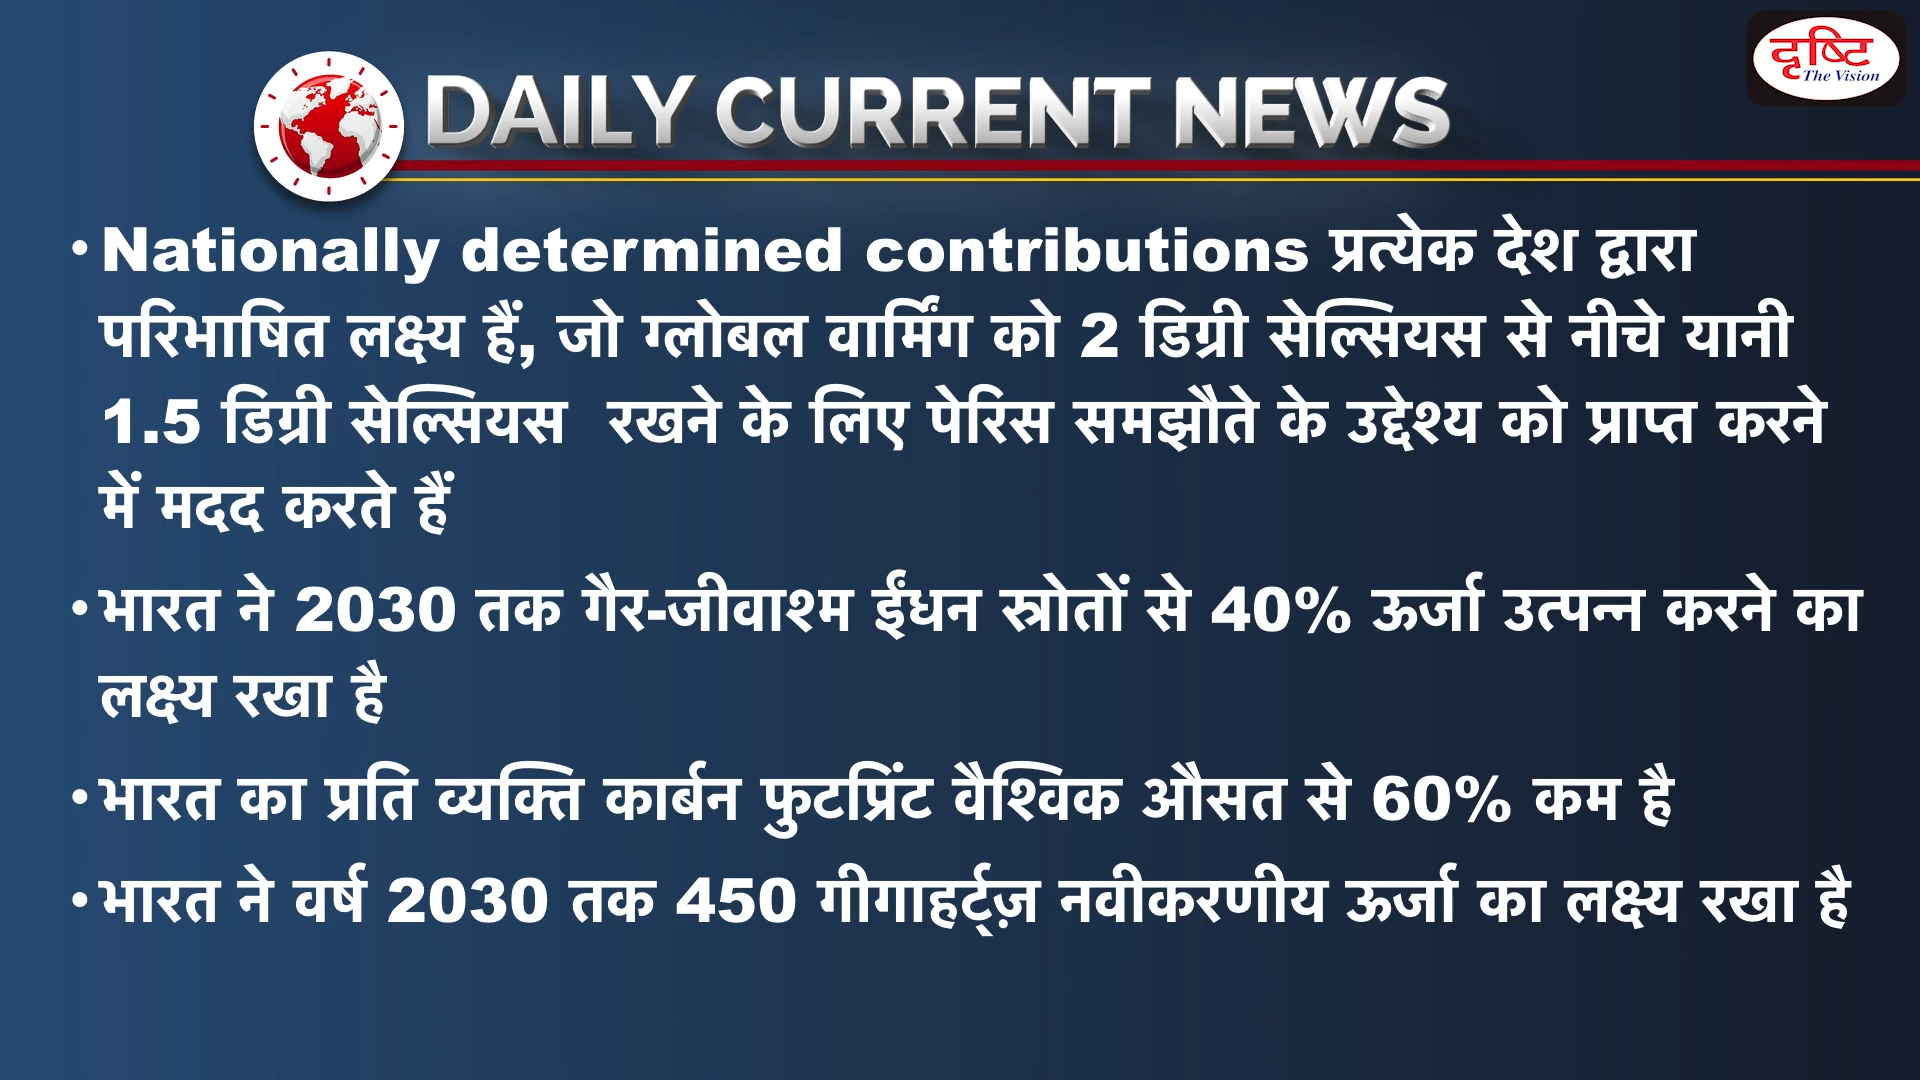 दृष्टि
The Vision
DAILY CURRENT NEWS
• Nationally determined contributions प्रत्येक देश द्वारा
परिभाषित लक्ष्य हैं, जो ग्लोबल वार्मिंग को 2 डिग्री सेल्सियस से नीचे यानी
1.5 डिग्री सेल्सियस रखने के लिए पेरिस समझौते के उद्देश्य को प्राप्त करने
में मदद करते हैं
• भारत ने 2030 तक गैर-जीवाश्म ईंधन स्रोतों से 40% ऊर्जा उत्पन्न करने का
लक्ष्य रखा है
• भारत का प्रति व्यक्ति कार्बन फुटप्रिंट वैश्विक औसत से 60% कम है
• भारत ने वर्ष 2030 तक 450 गीगाहर्ट्ज़ नवीकरणीय ऊर्जा का लक्ष्य रखा है